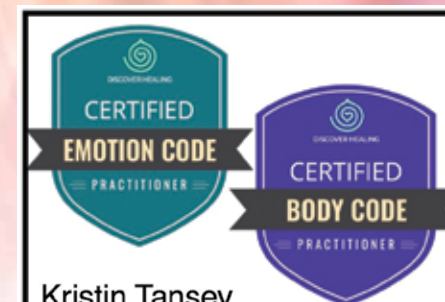 DISCOVER HEALING
CERTIFIED
EMOTION CODE
PRACTITIONER
DISCOVER HEALING
CERTIFIED
BODY CODE
PRACTITIONER
Kristin Tansey